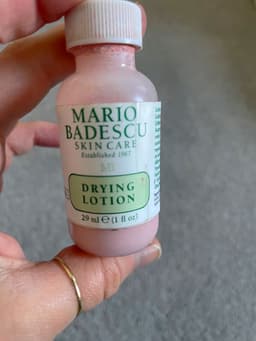 MARIO
BADESCU
SKIN CARE
Established 1967
DRYING
LOTION
29 ml ℮ (1 fl oz)